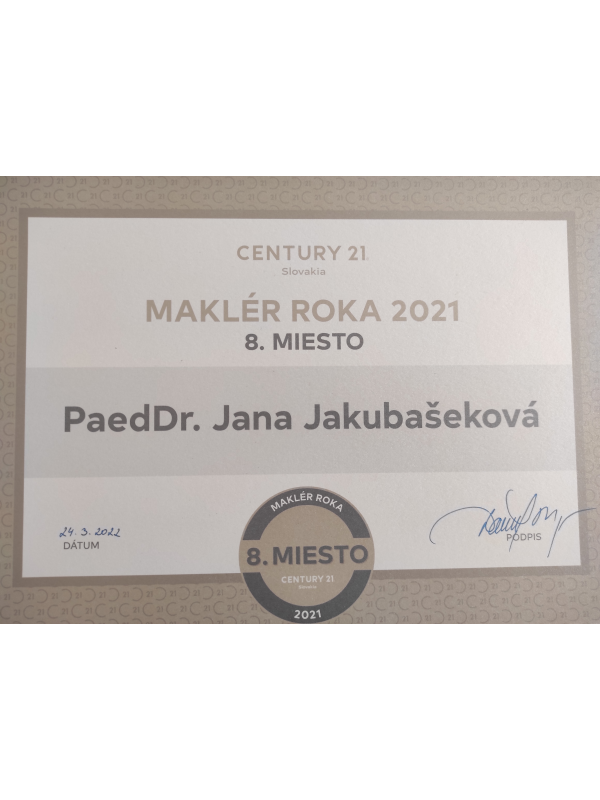 CENTURY 21
Slovakia
MAKLÉR ROKA 2021
8. MIESTO
PaedDr. Jana Jakubašeková
24. 3. 2022
DÁTUM
PODPIS
MAKLÉR ROKA
8. MIESTO
CENTURY 21
Slovakia
2021